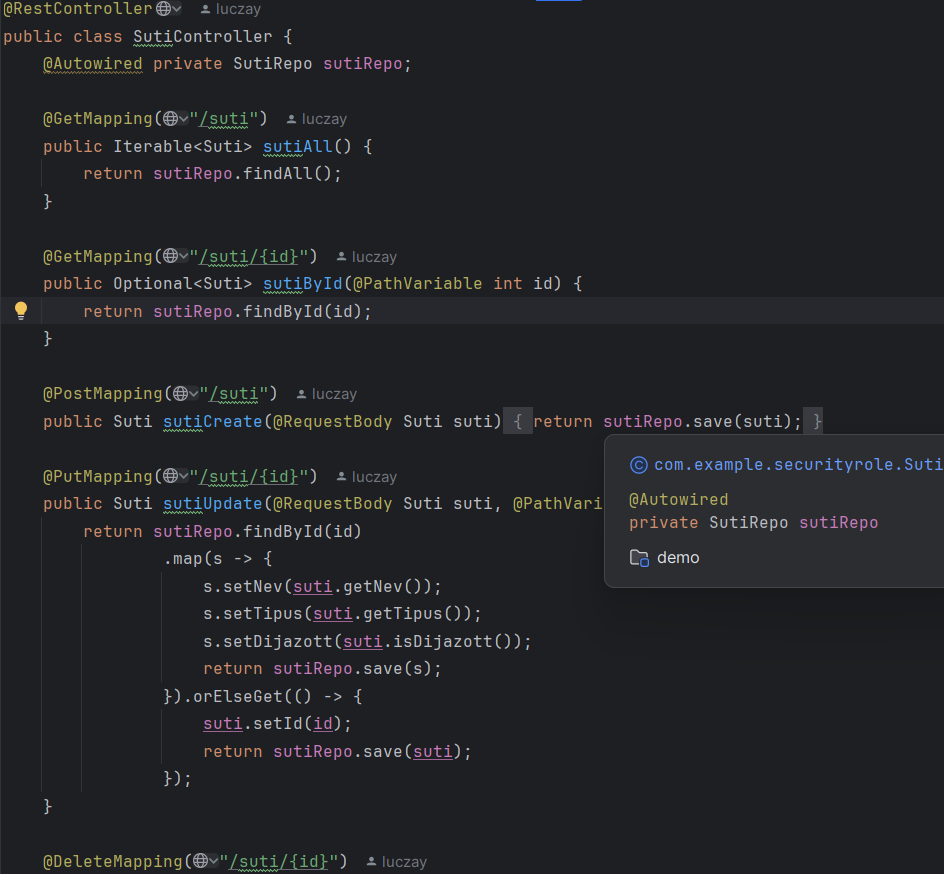 @RestController luczay
public class SutiController {
    @Autowired private SutiRepo sutiRepo;

    @GetMapping("/suti") luczay
    public Iterable<Suti> sutiAll() {
        return sutiRepo.findAll();
    }

    @GetMapping("/suti/{id}") luczay
    public Optional<Suti> sutiById(@PathVariable int id) {
        return sutiRepo.findById(id);
    }

    @PostMapping("/suti") luczay
    public Suti sutiCreate(@RequestBody Suti suti) { return sutiRepo.save(suti); }

    @PutMapping("/suti/{id}") luczay
    public Suti sutiUpdate(@RequestBody Suti suti, @PathVari
        return sutiRepo.findById(id)
                .map(s -> {
                    s.setNev(suti.getNev());
                    s.setTipus(suti.getTipus());
                    s.setDijazott(suti.isDijazott());
                    return sutiRepo.save(s);
                }).orElseGet(() -> {
                    suti.setId(id);
                    return sutiRepo.save(suti);
                });
    }

    @DeleteMapping("/suti/{id}") luczay
com.example.securityrole.Suti
@Autowired
private SutiRepo sutiRepo
demo